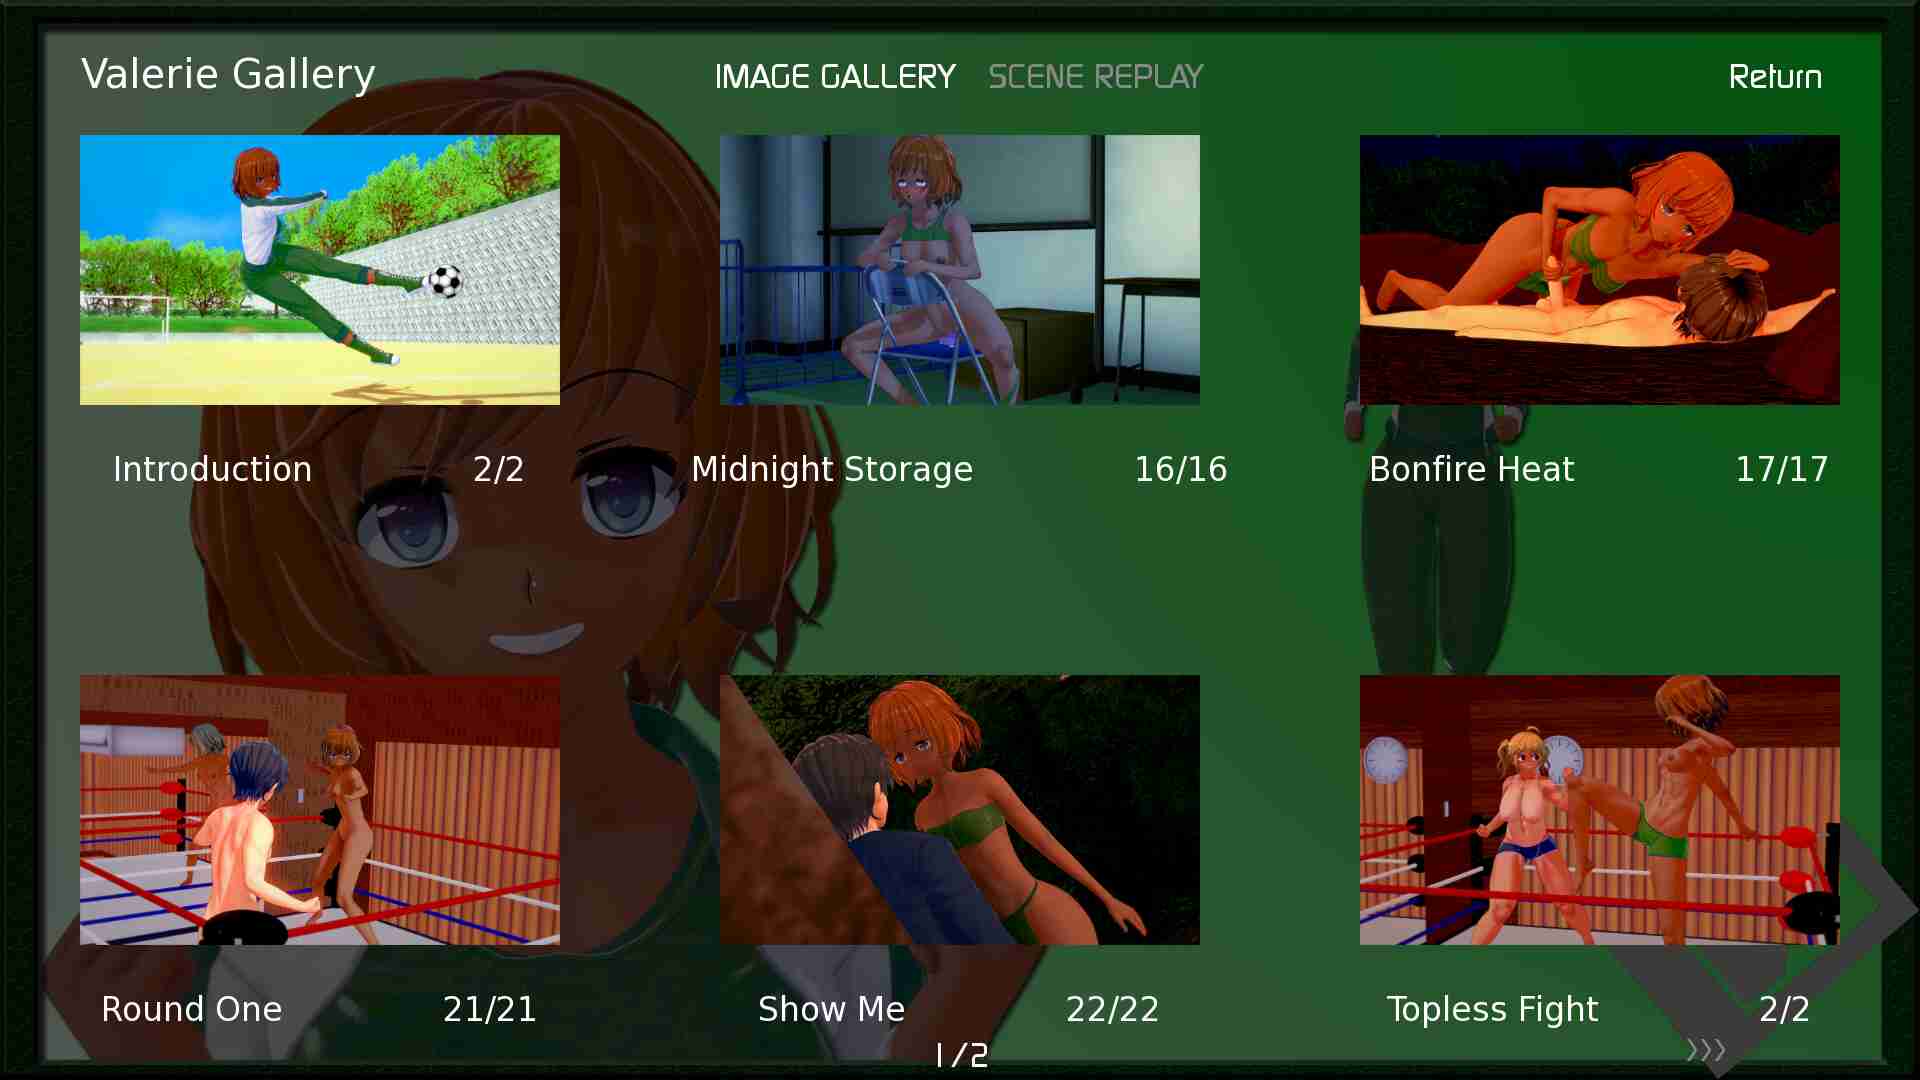 Valerie Gallery
IMAGE GALLERY SCENE REPLAY
Return
Introduction 2/2
Midnight Storage 16/16
Bonfire Heat 17/17
Round One 21/21
Show Me 22/22
Topless Fight 2/2
1/2
>>>